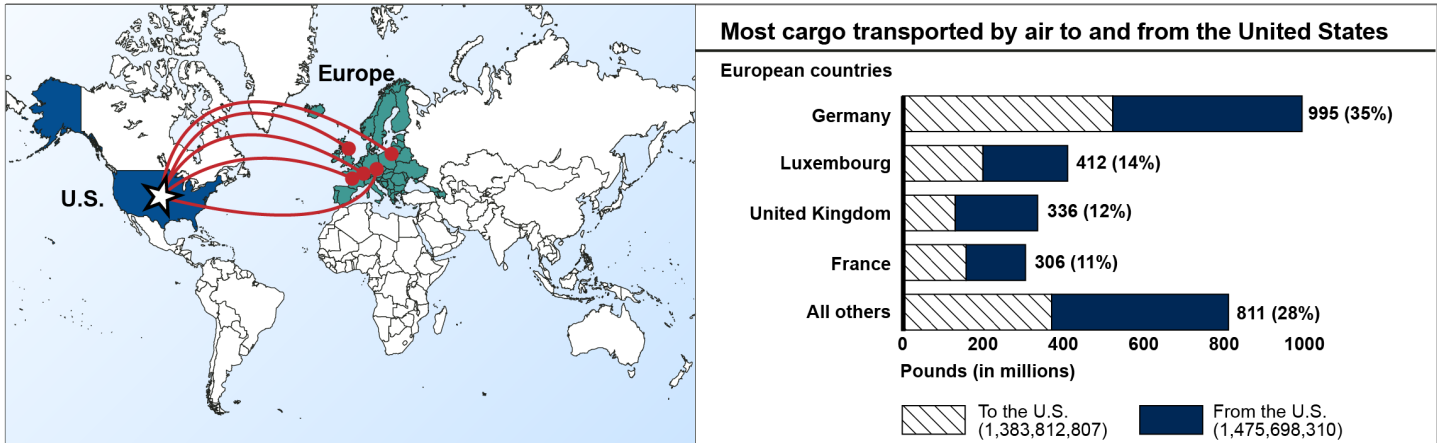 Europe
U.S.
Most cargo transported by air to and from the United States
European countries
Germany 995 (35%)
Luxembourg 412 (14%)
United Kingdom 336 (12%)
France 306 (11%)
All others 811 (28%)
0 200 400 600 800 1000
Pounds (in millions)
To the U.S. From the U.S.
(1,383,812,807) (1,475,698,310)